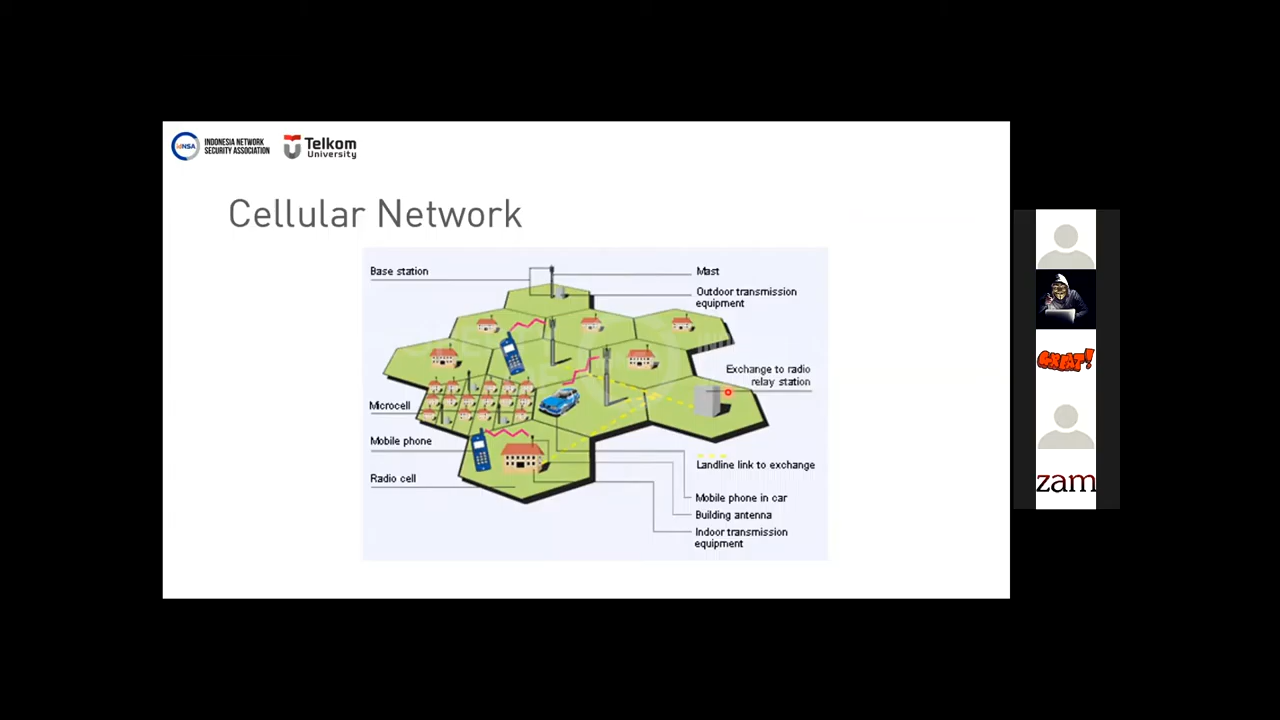 INSA
INDONESIA NETWORK
SECURITY ASSOCIATION
Telkom
University
Cellular Network
Base station
Mast
Outdoor transmission
equipment
Exchange to radio
relay station
Microcell
Mobile phone
Radio cell
Landline link to exchange
Mobile phone in car
Building antenna
Indoor transmission
equipment
GREAT!
zam